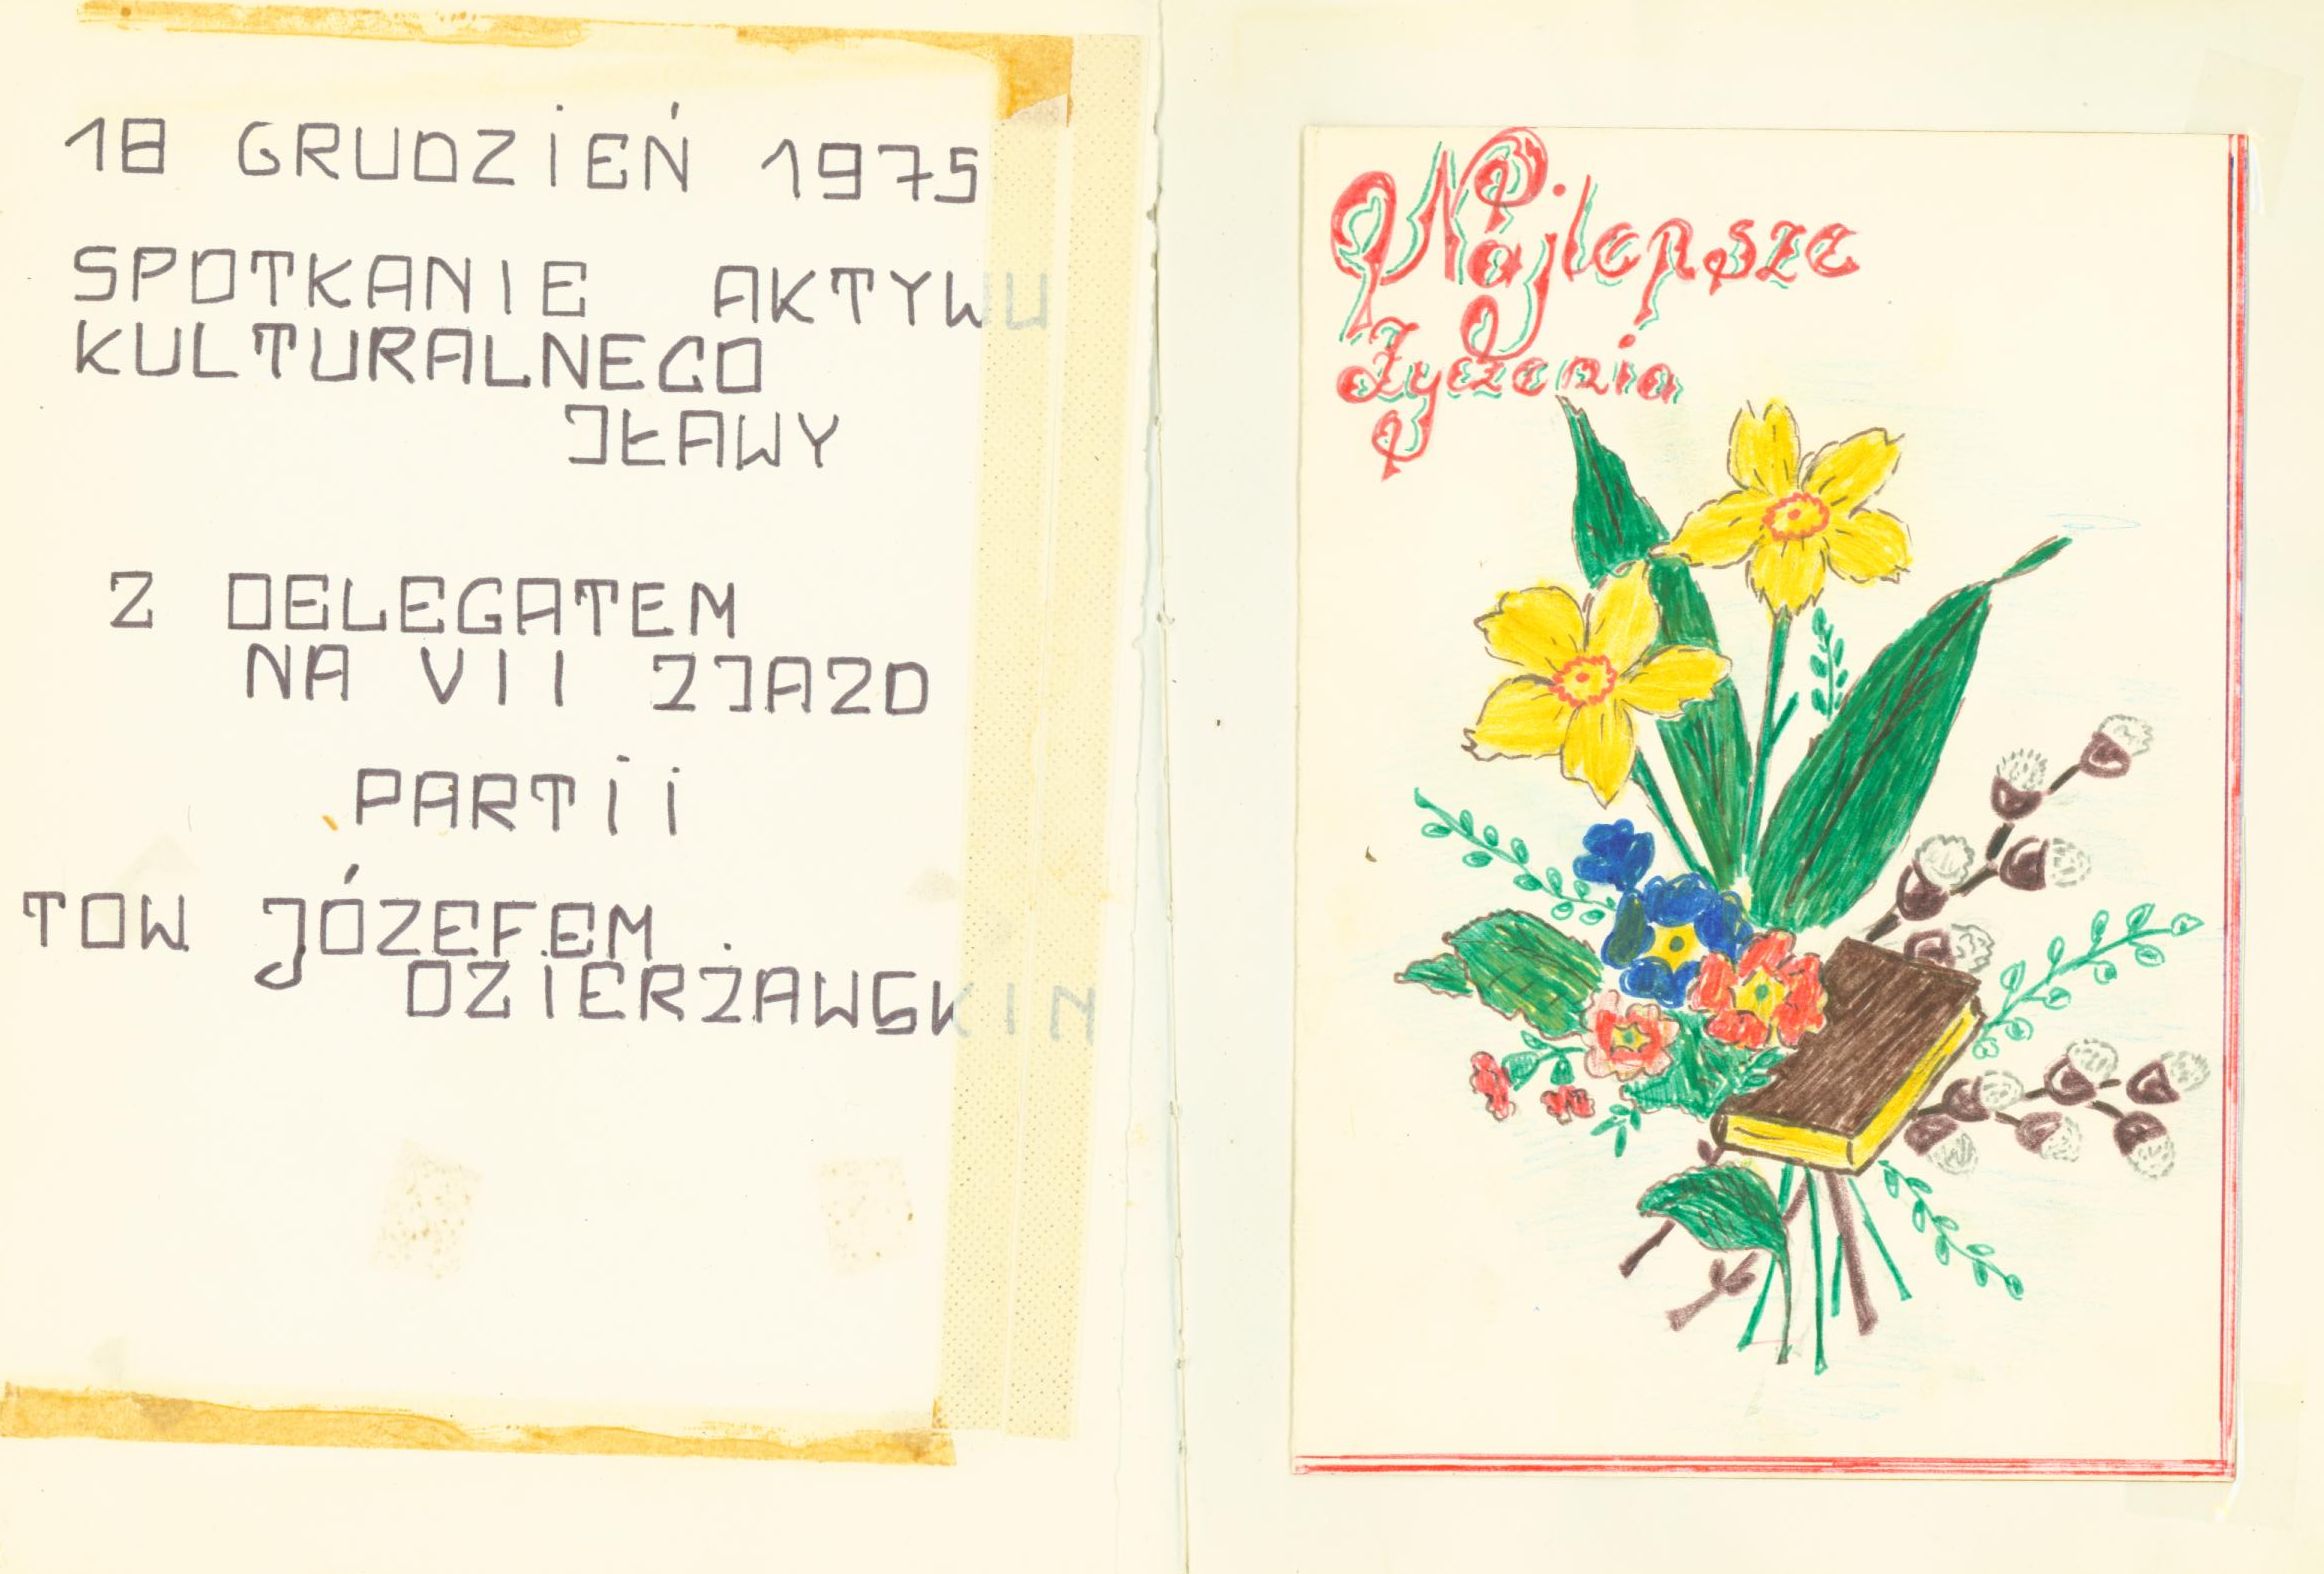 18 GRUDZIEŃ 1975
SPOTKANIE AKTYWU
KULTURALNEGO
IŁAWY
Z DELEGATEM
NA VII ZJAZD
PARTII
TOW JÓZEFEM
DZIERŻAWSKIM
Najlepsze
Życzenia